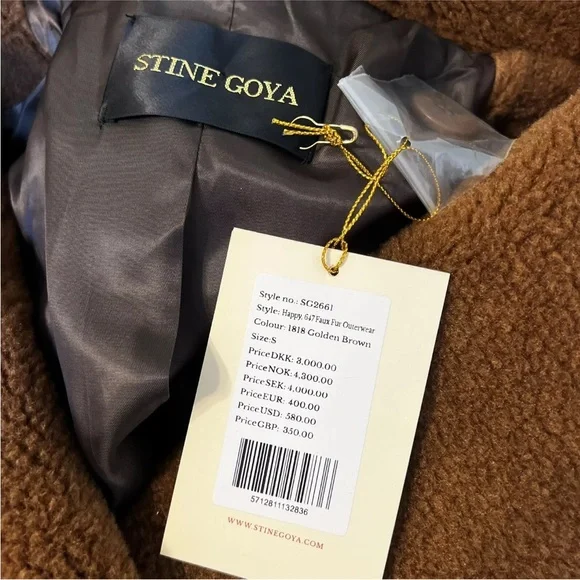 STINE GOYA
Style no.: SG2661
Style: Happy, 647 Faux Fur Outerwear
Colour: 1818 Golden Brown
Size:S
PriceDKK: 3,000.00
PriceNOK: 4,300.00
PriceSEK: 4,000.00
PriceEUR: 400.00
PriceUSD: 580.00
PriceGBP: 350.00
5712811132836
WWW.STINEGOYA.COM